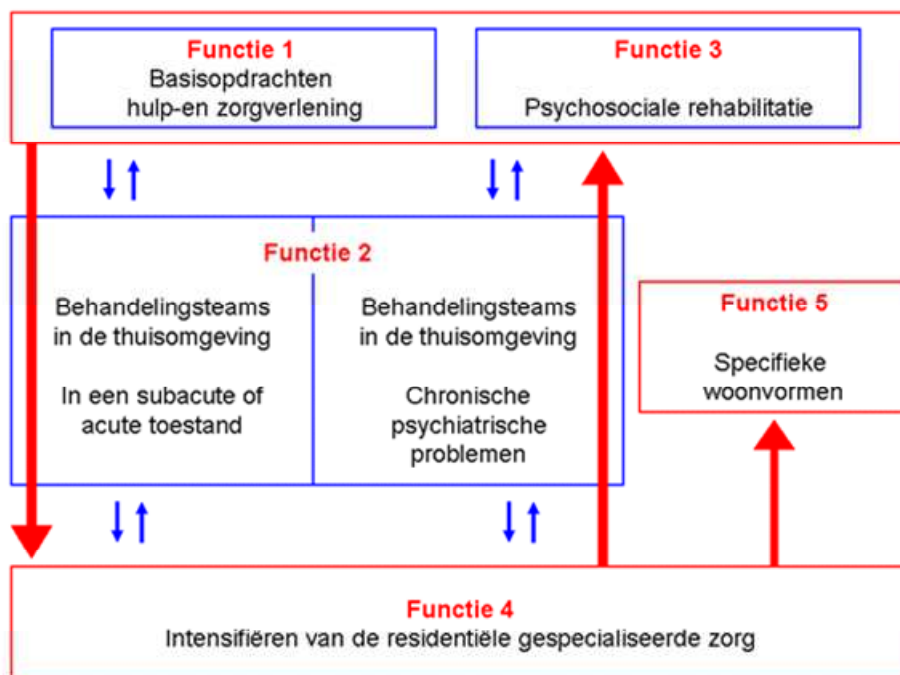 Functie 1
Basisopdrachten
hulp-en zorgverlening
Functie 3
Psychosociale rehabilitatie
Functie 2
Behandelingsteams
in de thuisomgeving
In een subacute of
acute toestand
Behandelingsteams
in de thuisomgeving
Chronische
psychiatrische
problemen
Functie 5
Specifieke
woonvormen
Functie 4
Intensifiëren van de residentiële gespecialiseerde zorg